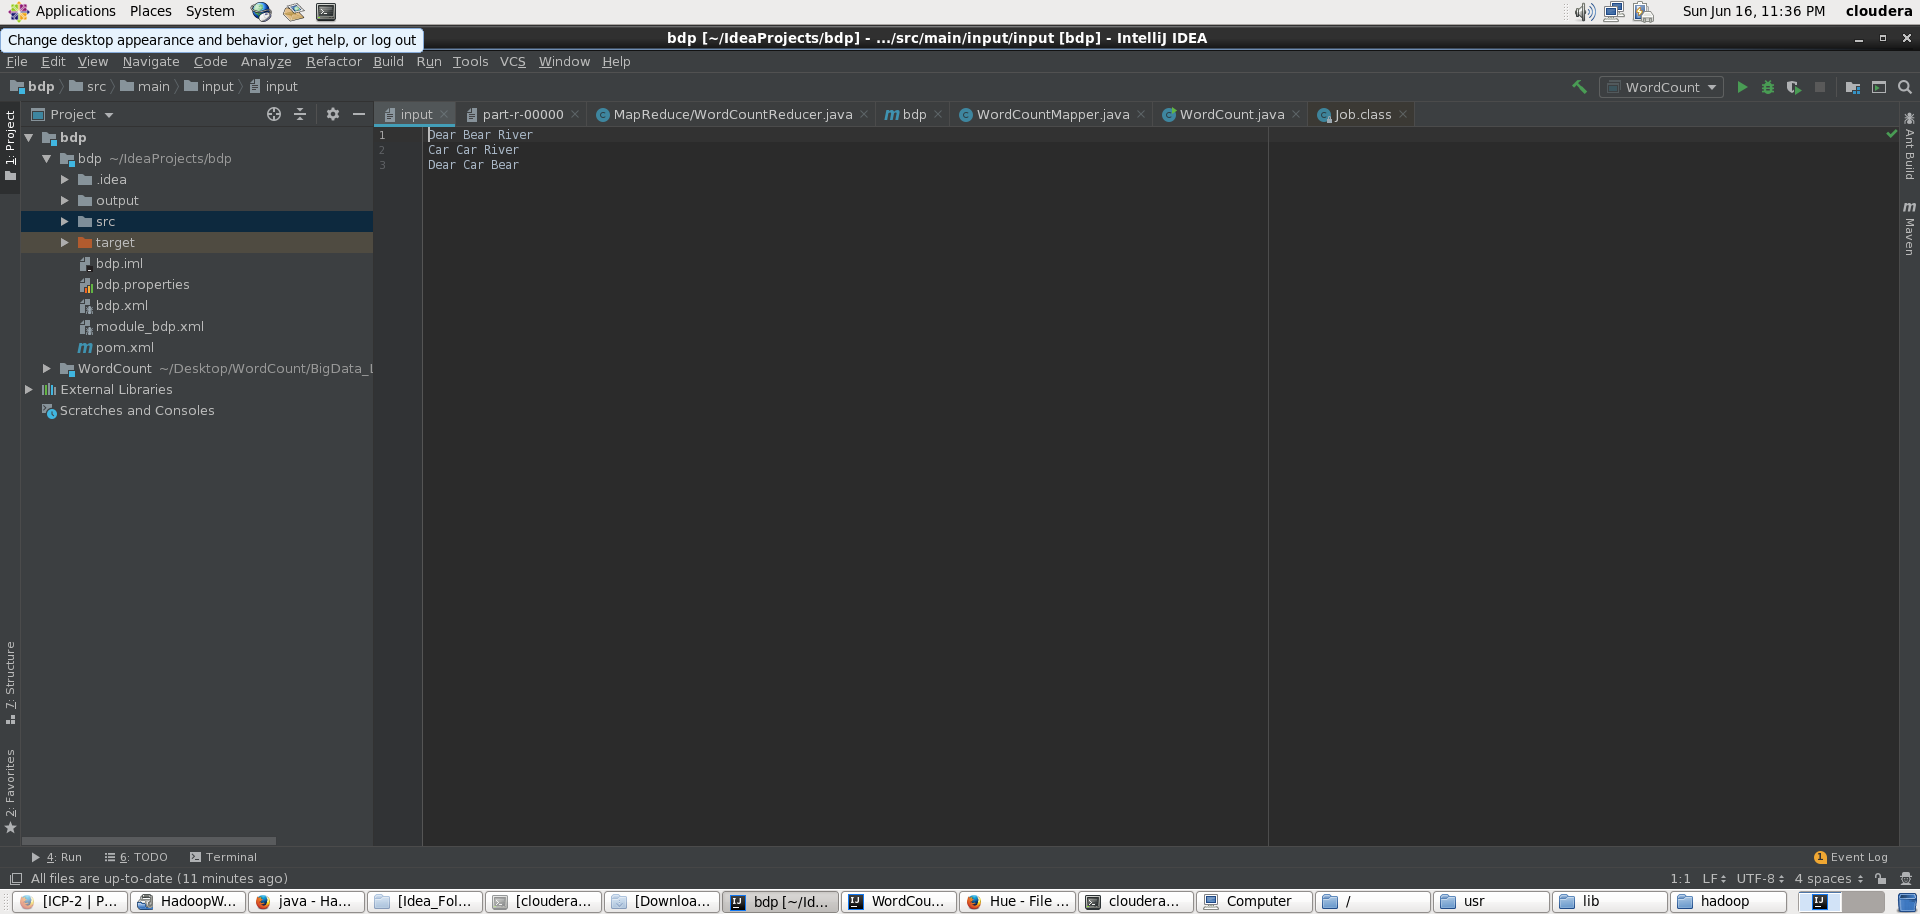 Applications Places System Sun Jun 16, 11:36 PM cloudera
Change desktop appearance and behavior, get help, or log out
bdp [~/IdeaProjects/bdp] - .../src/main/input/input [bdp] - IntelliJ IDEA
File Edit View Navigate Code Analyze Refactor Build Run Tools VCS Window Help
bdp src main input input WordCount
Project
input part-r-00000 MapReduce/WordCountReducer.java bdp WordCountMapper.java WordCount.java Job.class
1: Project
bdp
bdp ~/IdeaProjects/bdp
.idea
output
src
target
bdp.iml
bdp.properties
bdp.xml
module_bdp.xml
pom.xml
WordCount ~/Desktop/WordCount/BigData_L
External Libraries
Scratches and Consoles
1 Dear Bear River
2 Car Car River
3 Dear Car Bear
Ant Build
Maven
7: Structure
2: Favorites
4: Run 6: TODO Terminal 1 Event Log
All files are up-to-date (11 minutes ago) 1:1 LF UTF-8 4 spaces
[ICP-2 | P... HadoopW... java - Ha... [Idea_Fol... [cloudera... [Downloa... bdp [~/Id... WordCou... Hue - File ... cloudera... Computer / usr lib hadoop